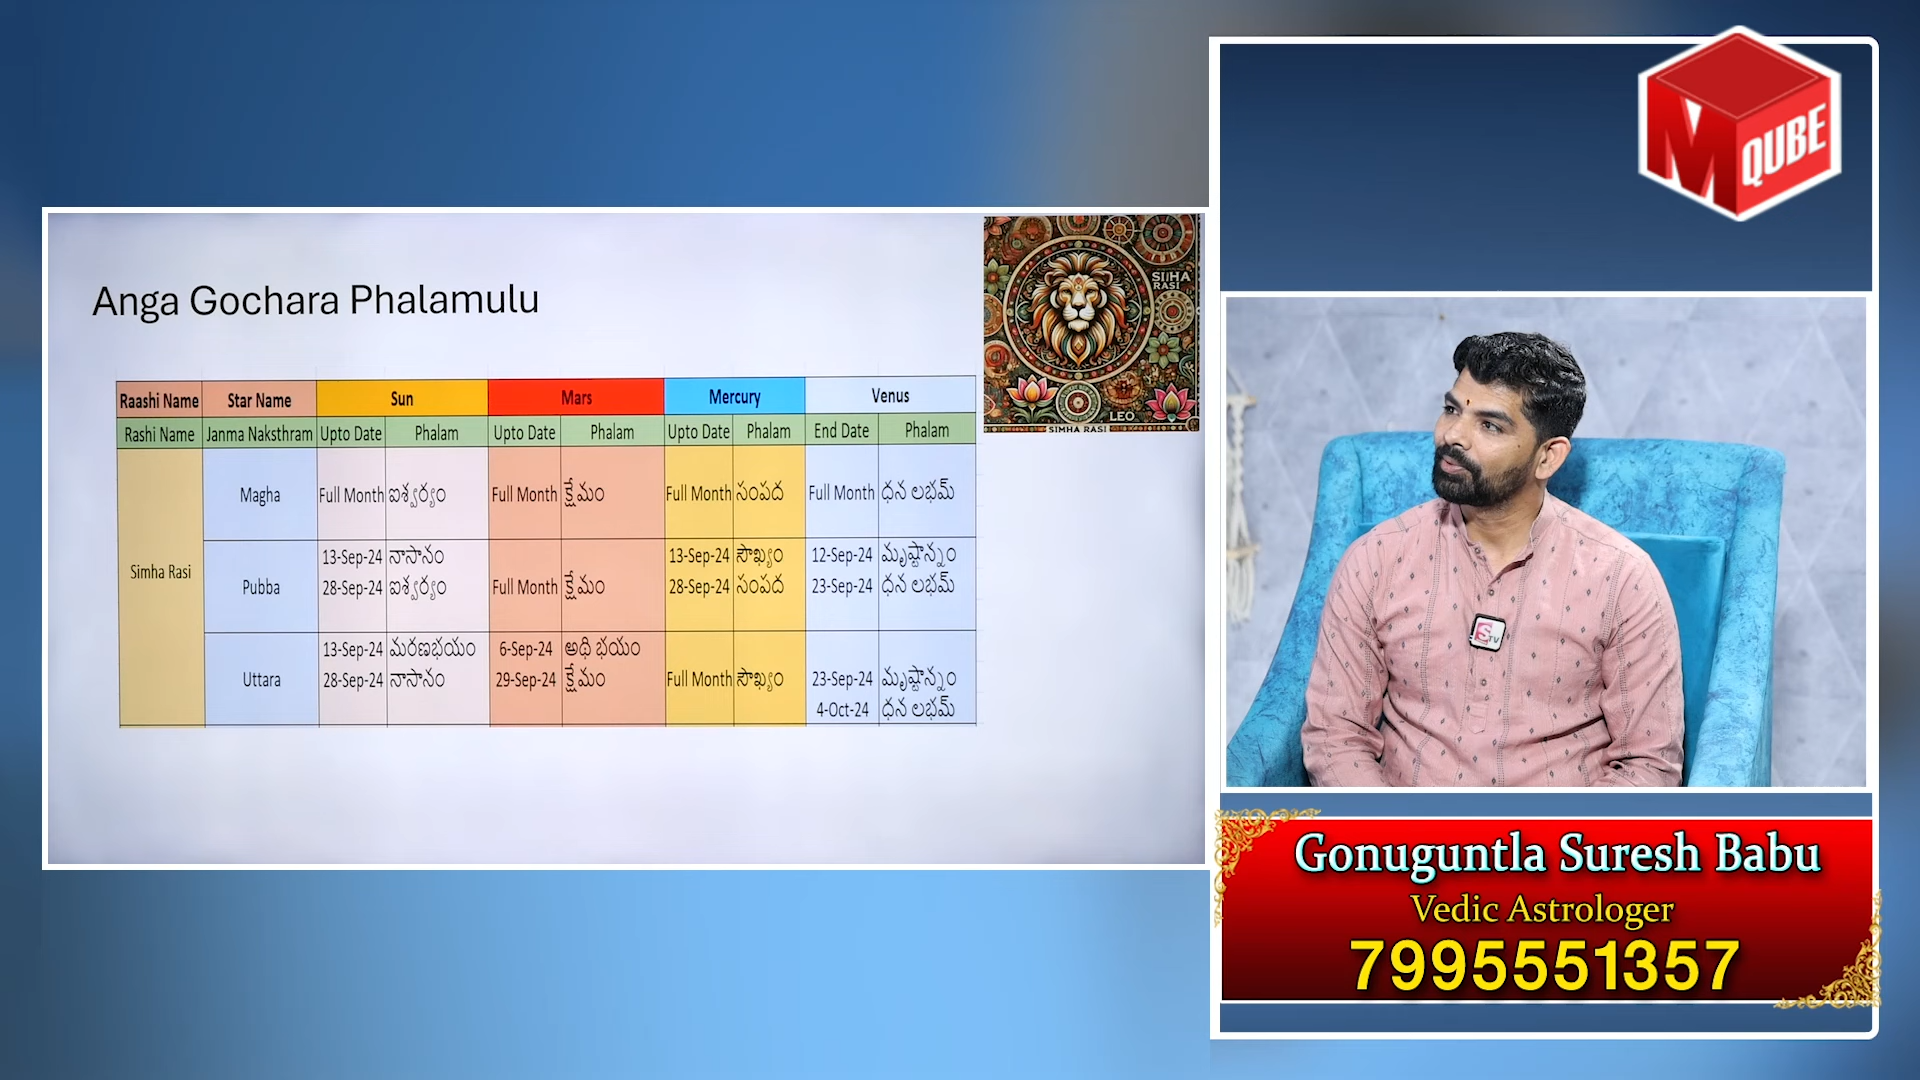 M QUBE
Anga Gochara Phalamulu
SIMHA RASI
LEO
SIMHA RASI
Raashi Name Star Name Sun Mars Mercury Venus
Rashi Name Janma Naksthram Upto Date Phalam Upto Date Phalam Upto Date Phalam End Date Phalam
Simha Rasi
Magha Full Month ఐశ్వర్యం Full Month క్షేమం Full Month సంపద Full Month ధన లభమ్
Pubba
13-Sep-24 నాసానం 13-Sep-24 సౌఖ్యం 12-Sep-24 మృష్టాన్నం
28-Sep-24 ఐశ్వర్యం Full Month క్షేమం 28-Sep-24 సంపద 23-Sep-24 ధన లభమ్
Uttara
13-Sep-24 మరణభయం 6-Sep-24 అథి భయం
28-Sep-24 నాసానం 29-Sep-24 క్షేమం Full Month సౌఖ్యం 23-Sep-24 మృష్టాన్నం
4-Oct-24 ధన లభమ్
S TV
Gonuguntla Suresh Babu
Vedic Astrologer
7995551357